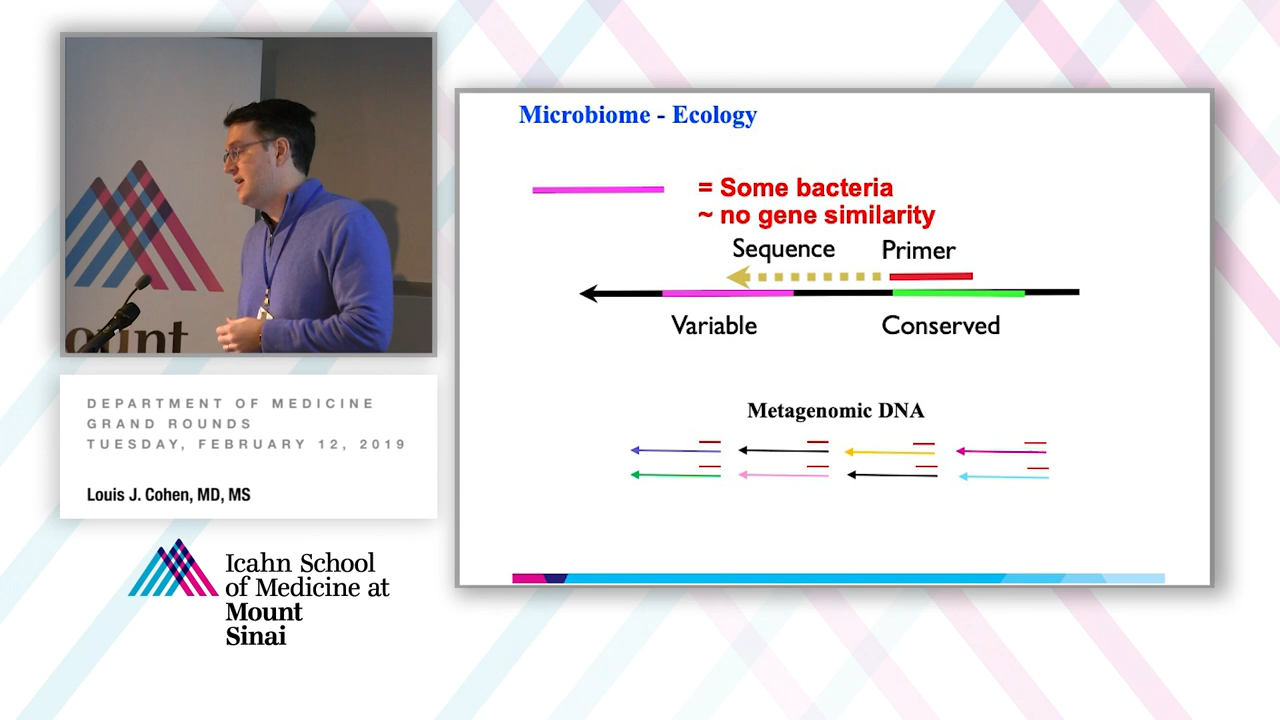 ount
DEPARTMENT OF MEDICINE
GRAND ROUNDS
TUESDAY, FEBRUARY 12, 2019
Louis J. Cohen, MD, MS
Icahn School
of Medicine at
Mount
Sinai
Microbiome - Ecology
= Some bacteria
~ no gene similarity
Sequence Primer
Variable Conserved
Metagenomic DNA